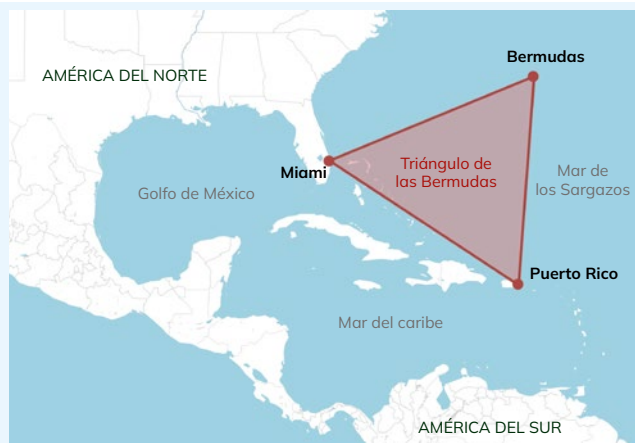 Bermudas
AMÉRICA DEL NORTE
Miami
Triángulo de
las Bermudas
Mar de
los Sargazos
Golfo de México
Puerto Rico
Mar del caribe
AMÉRICA DEL SUR